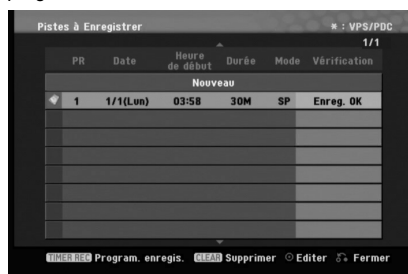 Pistes à Enregistrer * : VPS/PDC
1/1
PR Date Heure de début Durée Mode Vérification
Nouveau
1 1/1(Lun) 03:58 30M SP Enreg. OK
TIMER REC Program. enregis. CLEAR Supprimer Editer Fermer